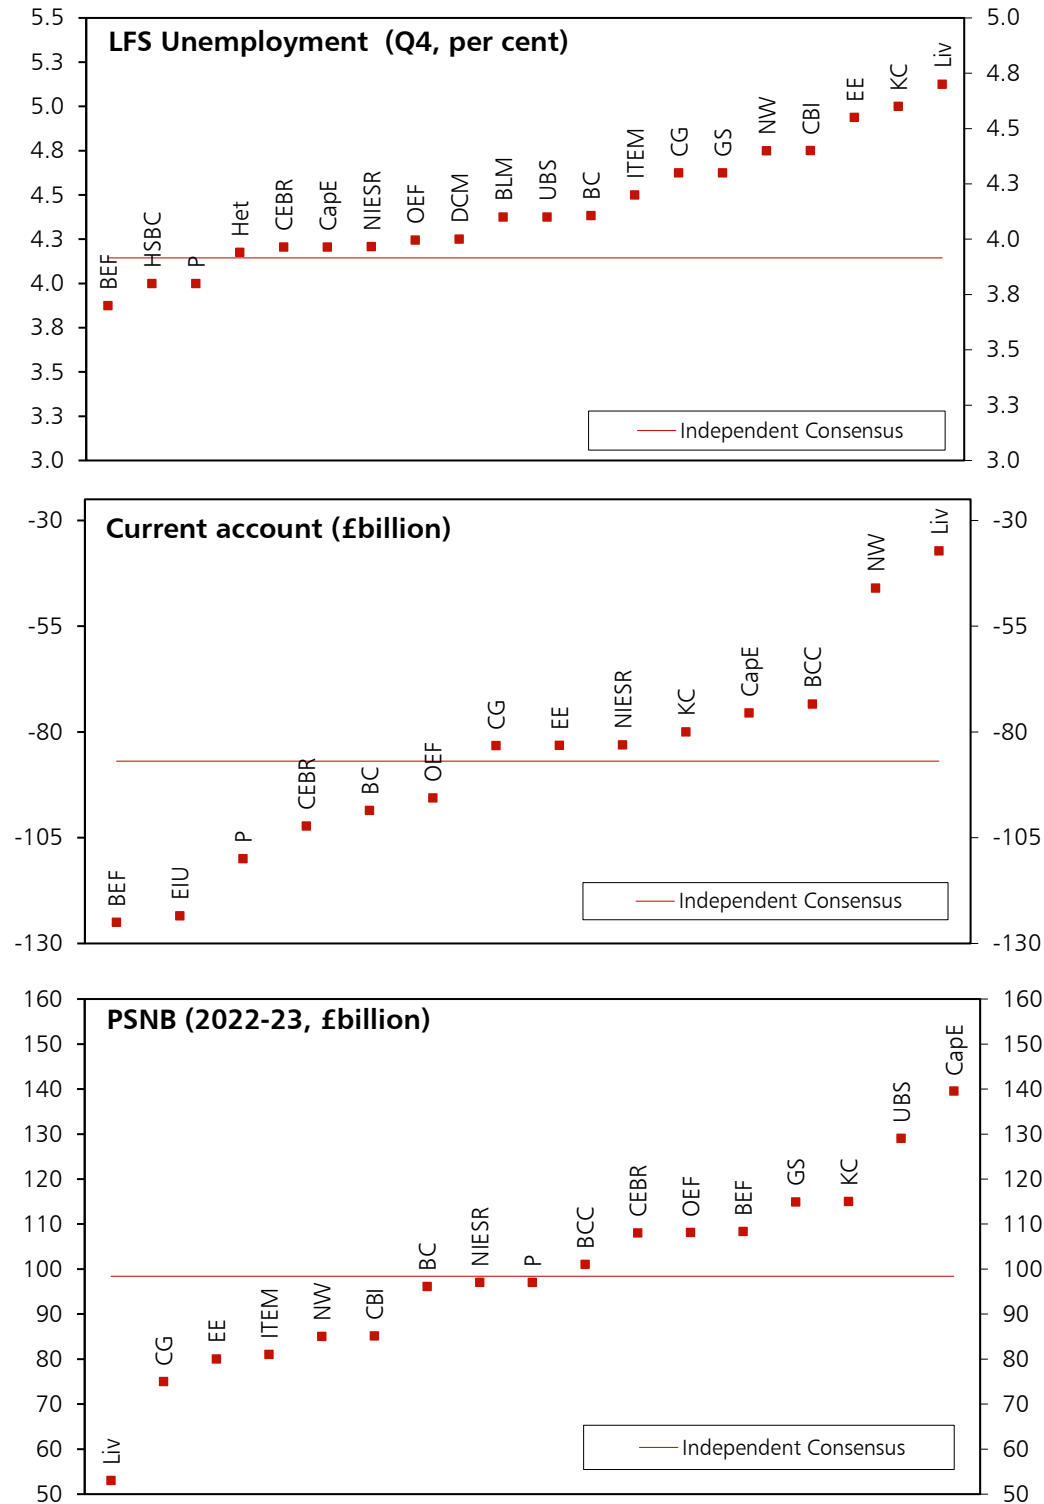 LFS Unemployment (Q4, per cent)
5.5
5.3
5.0
4.8
4.5
4.3
4.0
3.8
3.5
3.3
3.0
BEF
HSBC
P
Het
CEBR
CapE
NIESR
OEF
DCM
BLM
UBS
BC
ITEM
CG
GS
NW
CBI
EE
KC
Liv
5.0
4.8
4.5
4.3
4.0
3.8
3.5
3.3
3.0
Independent Consensus
Current account (£billion)
-30
-55
-80
-105
-130
BEF
EIU
P
CEBR
BC
OEF
CG
EE
NIESR
KC
CapE
BCC
NW
Liv
-30
-55
-80
-105
-130
Independent Consensus
PSNB (2022-23, £billion)
160
150
140
130
120
110
100
90
80
70
60
50
Liv
CG
EE
ITEM
NW
CBI
BC
NIESR
P
BCC
CEBR
OEF
BEF
GS
KC
UBS
CapE
160
150
140
130
120
110
100
90
80
70
60
50
Independent Consensus